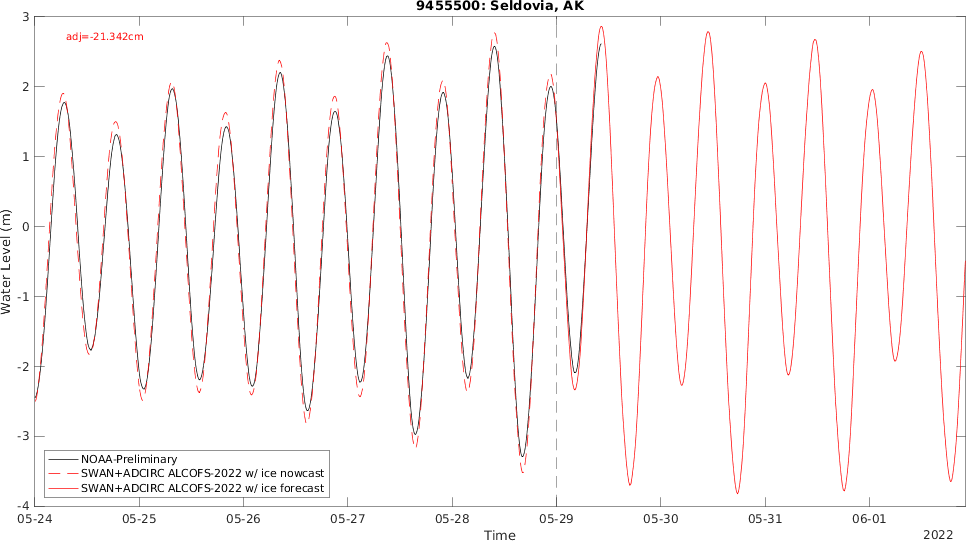 9455500: Seldovia, AK
adj=-21.342cm
3
2
1
0
-1
-2
-3
-4
Water Level (m)
NOAA-Preliminary
SWAN+ADCIRC ALCOFS-2022 w/ ice nowcast
SWAN+ADCIRC ALCOFS-2022 w/ ice forecast
05-24 05-25 05-26 05-27 05-28 05-29 05-30 05-31 06-01
Time
2022